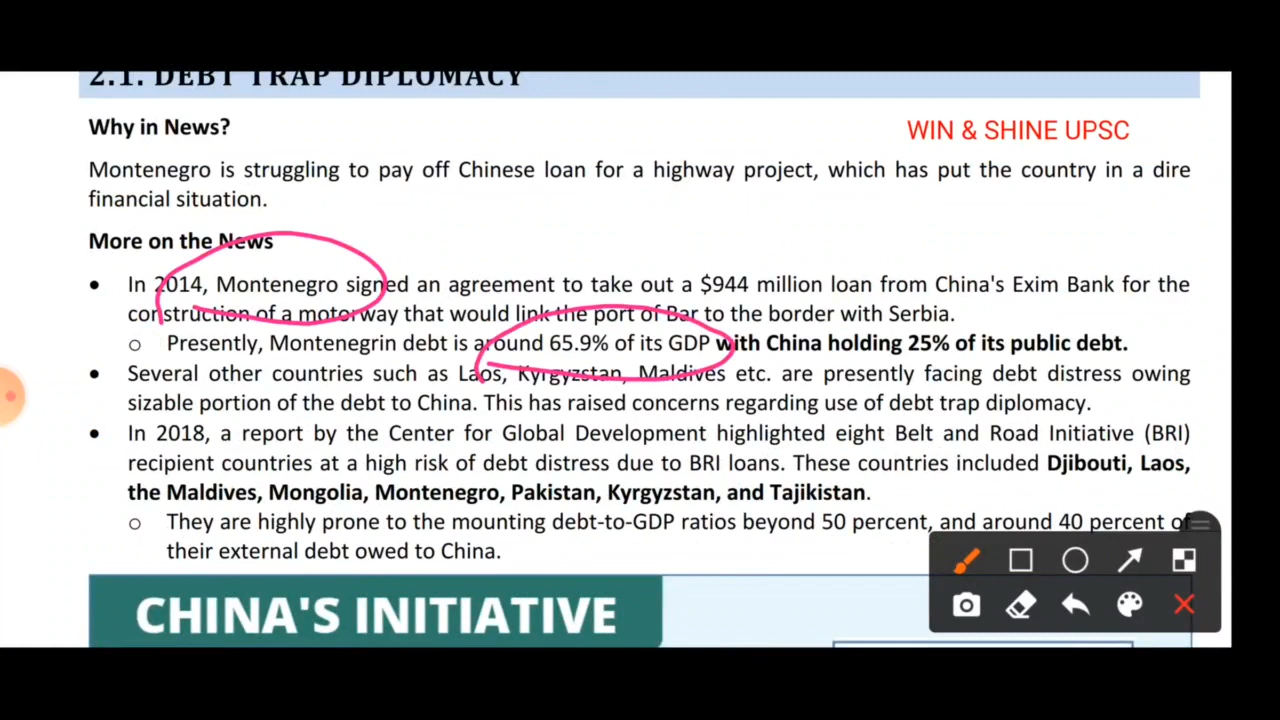 2.1. DEBT TRAP DIPLOMACY
Why in News?
WIN & SHINE UPSC
Montenegro is struggling to pay off Chinese loan for a highway project, which has put the country in a dire
financial situation.
More on the News
• In 2014, Montenegro signed an agreement to take out a $944 million loan from China's Exim Bank for the
construction of a motorway that would link the port of Bar to the border with Serbia.
o Presently, Montenegrin debt is around 65.9% of its GDP with China holding 25% of its public debt.
• Several other countries such as Laos, Kyrgyzstan, Maldives etc. are presently facing debt distress owing
sizable portion of the debt to China. This has raised concerns regarding use of debt trap diplomacy.
• In 2018, a report by the Center for Global Development highlighted eight Belt and Road Initiative (BRI)
recipient countries at a high risk of debt distress due to BRI loans. These countries included Djibouti, Laos,
the Maldives, Mongolia, Montenegro, Pakistan, Kyrgyzstan, and Tajikistan.
o They are highly prone to the mounting debt-to-GDP ratios beyond 50 percent, and around 40 percent of
their external debt owed to China.
CHINA'S INITIATIVE